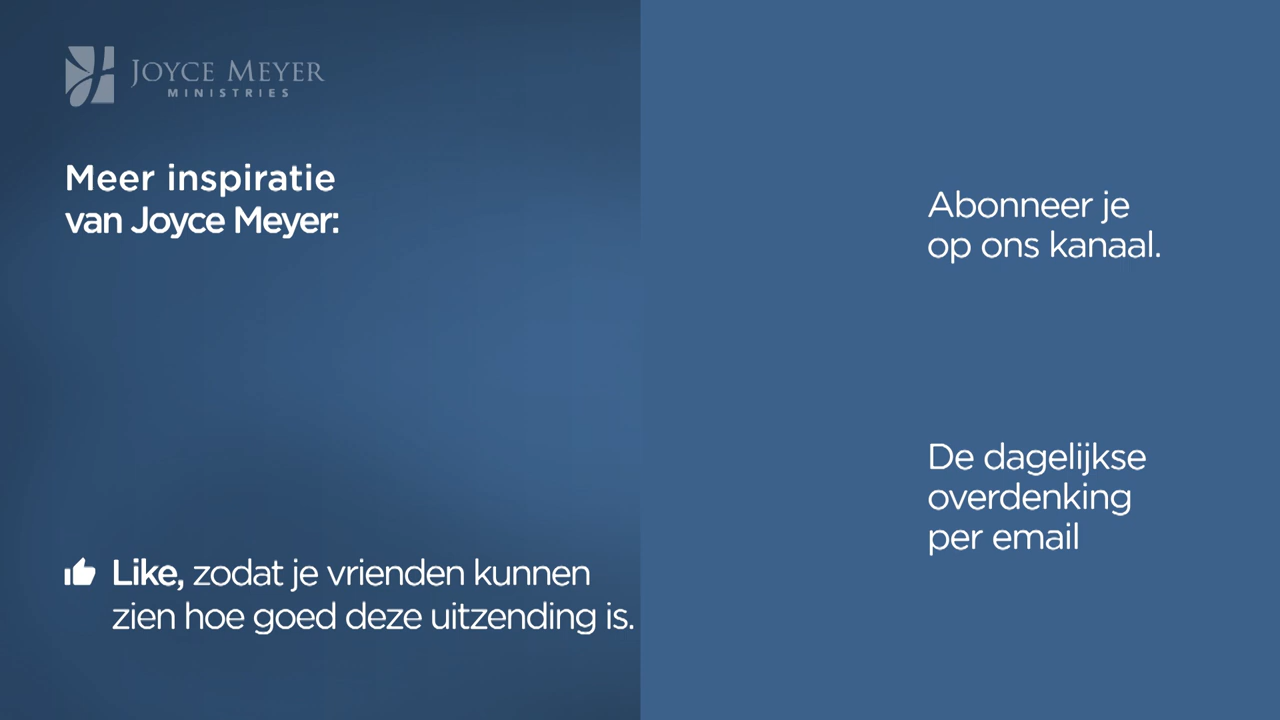 JOYCE MEYER
MINISTRIES
Meer inspiratie
van Joyce Meyer:
Abonneer je
op ons kanaal.
De dagelijkse
overdenking
per email
Like, zodat je vrienden kunnen
zien hoe goed deze uitzending is.